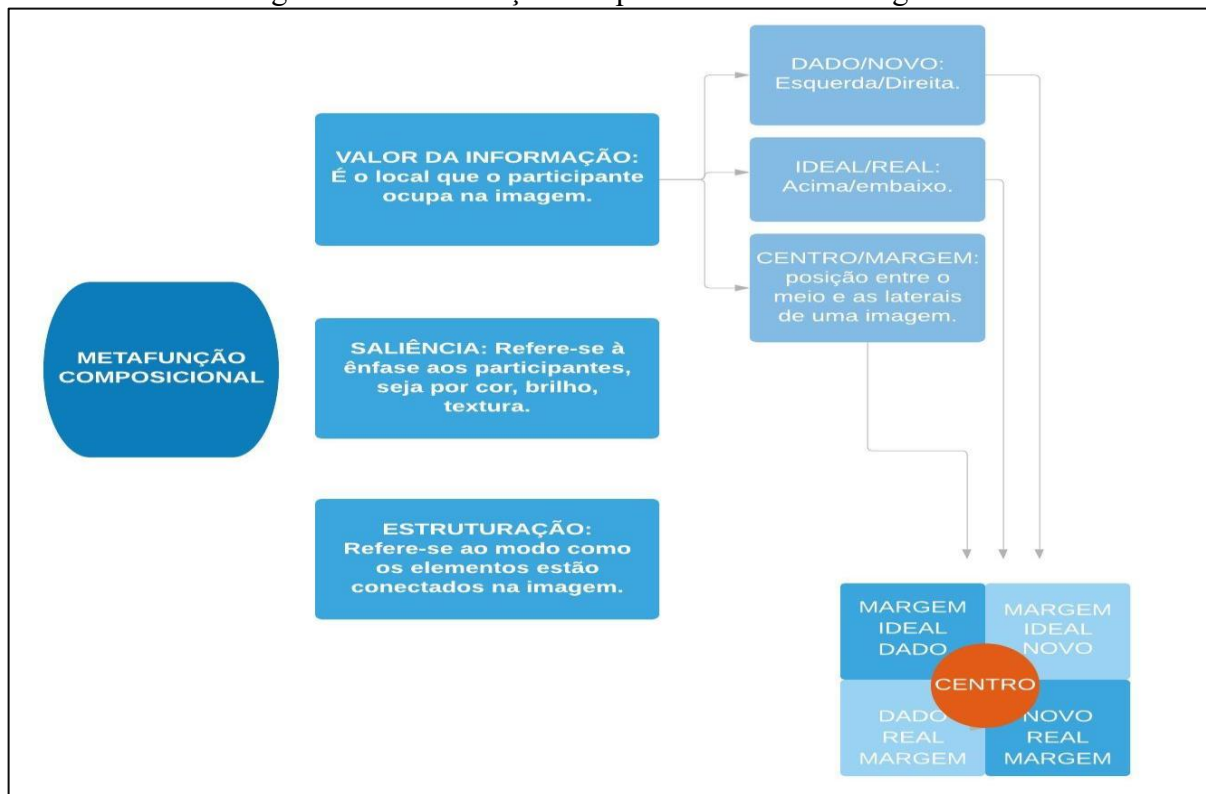 METAFUNÇÃO
COMPOSICIONAL
VALOR DA INFORMAÇÃO:
É o local que o participante
ocupa na imagem.
SALIÊNCIA: Refere-se à
ênfase aos participantes,
seja por cor, brilho,
textura.
ESTRUTURAÇÃO:
Refere-se ao modo como
os elementos estão
conectados na imagem.
DADO/NOVO:
Esquerda/Direita.
IDEAL/REAL:
Acima/embaixo.
CENTRO/MARGEM:
posição entre o
meio e as laterais
de uma imagem.
MARGEM
IDEAL
DADO
MARGEM
IDEAL
NOVO
CENTRO
DADO
REAL
MARGEM
NOVO
REAL
MARGEM